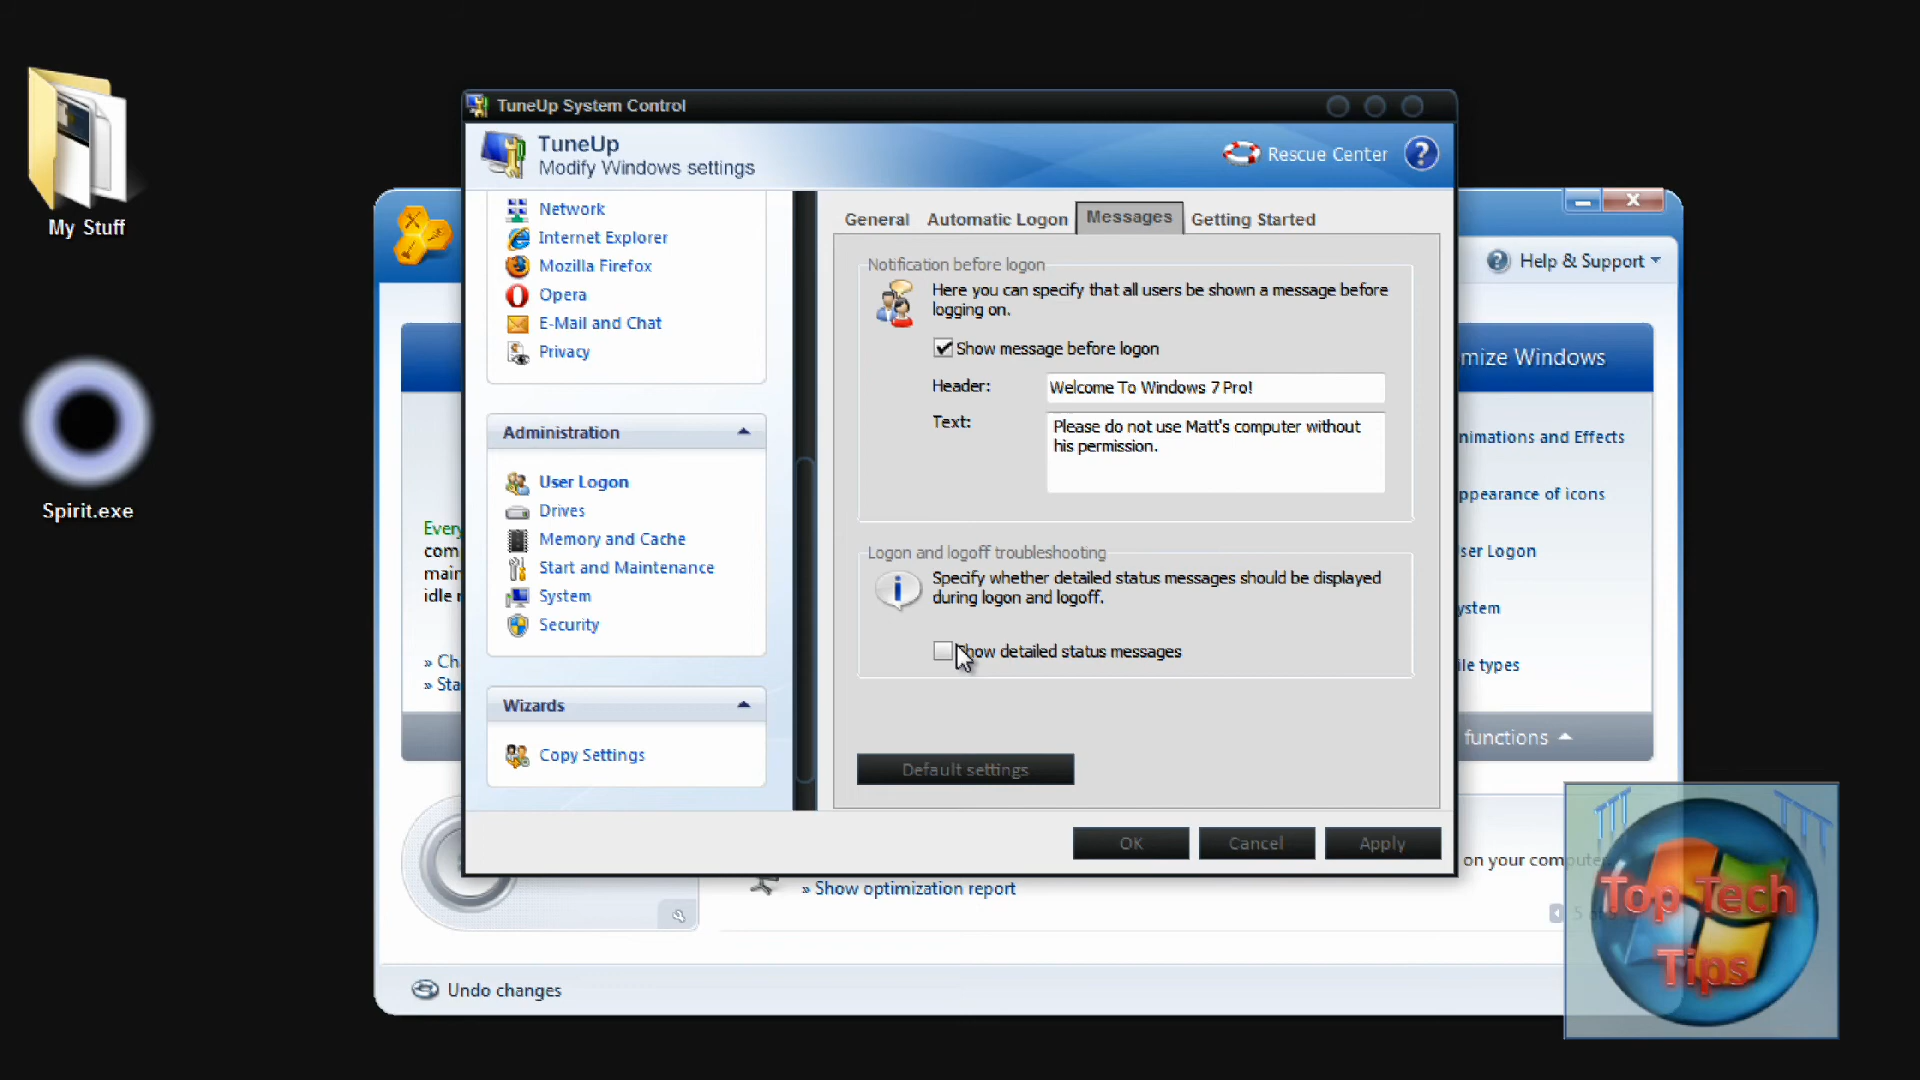 My Stuff
Spirit.exe
TuneUp System Control
TuneUp
Modify Windows settings
Rescue Center
?
Network
Internet Explorer
Mozilla Firefox
Opera
E-Mail and Chat
Privacy
Administration
User Logon
Drives
Memory and Cache
Start and Maintenance
System
Security
Wizards
Copy Settings
General
Automatic Logon
Messages
Getting Started
Notification before logon
Here you can specify that all users be shown a message before
logging on.
Show message before logon
Header:
Welcome To Windows 7 Pro!
Text:
Please do not use Matt's computer without
his permission.
Logon and logoff troubleshooting
Specify whether detailed status messages should be displayed
during logon and logoff.
Show detailed status messages
Default settings
OK
Cancel
Apply
Help & Support
mize Windows
nimations and Effects
ppearance of icons
ser Logon
ystem
ile types
functions
Every
com
main
idle
» Ch
» Sta
on your computer
» Show optimization report
Undo changes
Top Tech
Tips